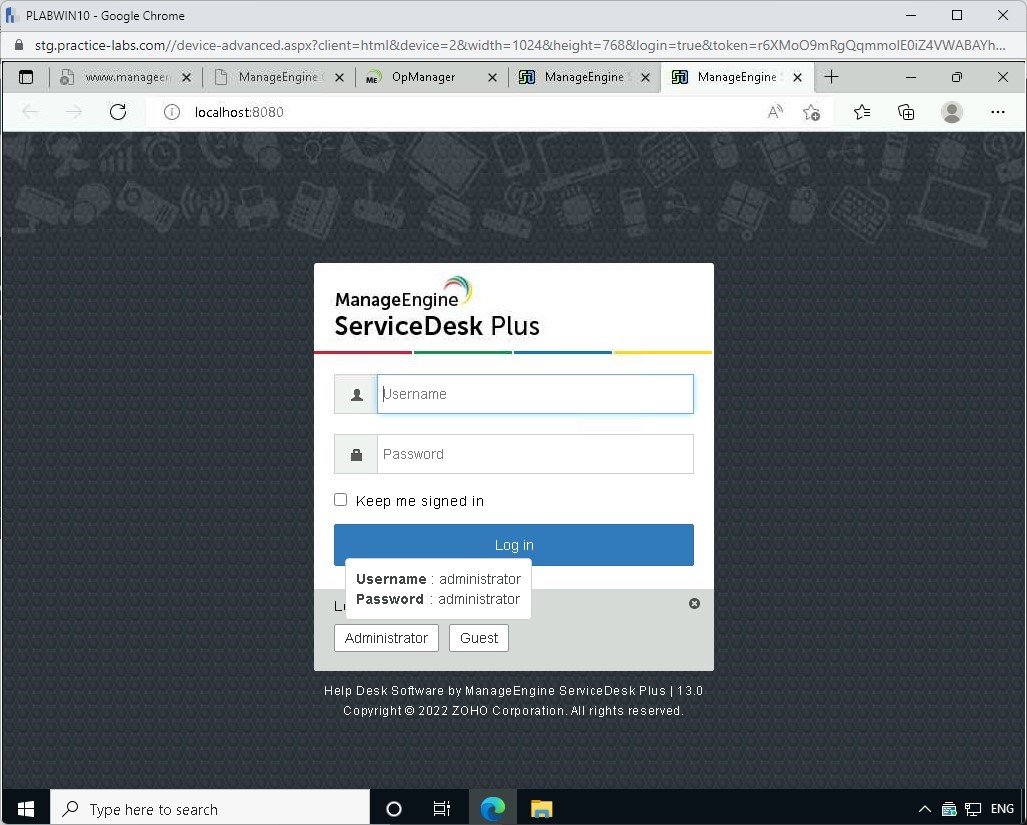 PLABWIN10 - Google Chrome
stg.practice-labs.com//device-advanced.aspx?client=html&device=2&width=1024&height=768&login=true&token=r6XMoO9mRgQqmmolE0iZ4VWABAYh...
www.manageen
ManageEngine
OpManager
ManageEngine
ManageEngine
localhost:8080
ManageEngine
ServiceDesk Plus
Username
Password
Keep me signed in
Log in
Username : administrator
Password : administrator
Administrator
Guest
Help Desk Software by ManageEngine ServiceDesk Plus | 13.0
Copyright © 2022 ZOHO Corporation. All rights reserved.
Type here to search
ENG